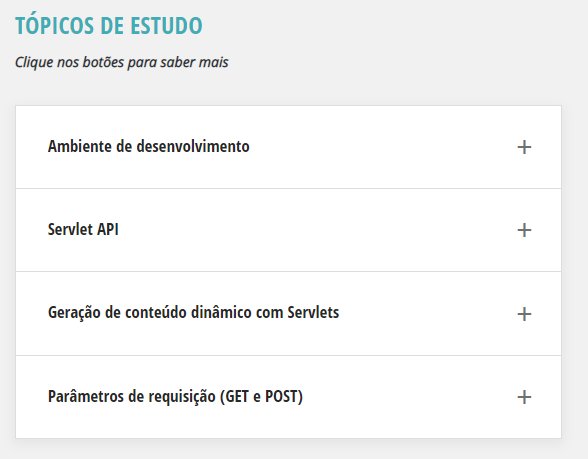 TÓPICOS DE ESTUDO
Clique nos botões para saber mais
Ambiente de desenvolvimento
Servlet API
Geração de conteúdo dinâmico com Servlets
Parâmetros de requisição (GET e POST)